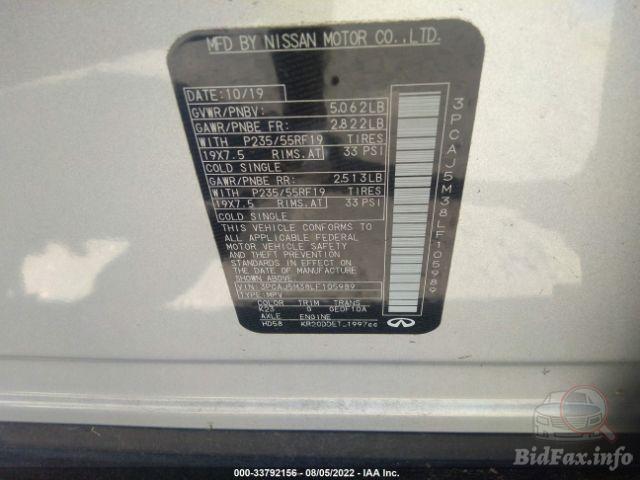 MFD BY NISSAN MOTOR CO.,LTD.
DATE: 10/19
GVWR/PNBV: 5,062LB
GAWR/PNBE FR: 2,822LB
WITH P235/55RF19 TIRES
19X7.5 RIMS.AT 33 PSI
COLD SINGLE
GAWR/PNBE RR: 2,513LB
WITH P235/55RF19 TIRES
19X7.5 RIMS.AT 33 PSI
COLD SINGLE
THIS VEHICLE CONFORMS TO
ALL APPLICABLE FEDERAL
MOTOR VEHICLE SAFETY
AND THEFT PREVENTION
STANDARDS IN EFFECT ON
THE DATE OF MANUFACTURE
SHOWN ABOVE.
VIN: 3PCAJ5M38LF105989
TYPE:MPV
COLOR TRIM TRANS
K23 G GEOF10A
AXLE ENGINE
HD58 KR20DDET 1997cc
3PCAJ5M38LF105989
000-33792156 - 08/05/2022 - IAA Inc.
BidFax.info